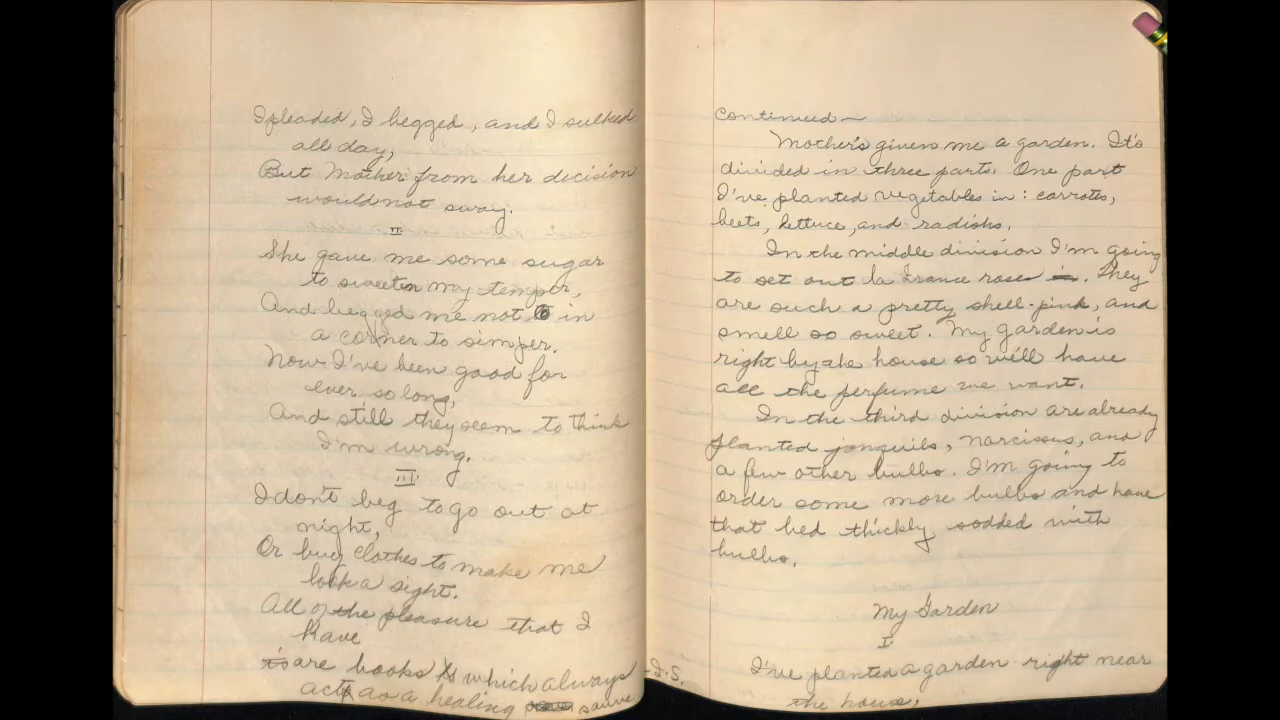 I pleaded, I begged, and I sulked
all day,
But Mother from her decision
would not sway.
II
She gave me some sugar
to sweeten my temper,
And begged me not in
a corner to simper.
Now I've been good for
ever so long,
And still they seem to think
I'm wrong.
III
I don't beg to go out at
night,
Or buy clothes to make me
look a sight.
All of the pleasure that I
have
are books which always
act as a healing sauve
continued—
Mother's givens me a garden. It's
divided in three parts. One part
I've planted vegetables in: carrotes,
beets, lettuce, and radishs.
In the middle division I'm going
to set out la France roses. They
are such a pretty shell-pink, and
smell so sweet. My garden is
right by the house so we'll have
all the perfume we want.
In the third division are already
planted jonquils, narcissus, and
a few other bulbs. I'm going to
order some more bulbs and have
that bed thickly sodded with
bulbs.
My Garden
I
I've planted a garden right near
the house,